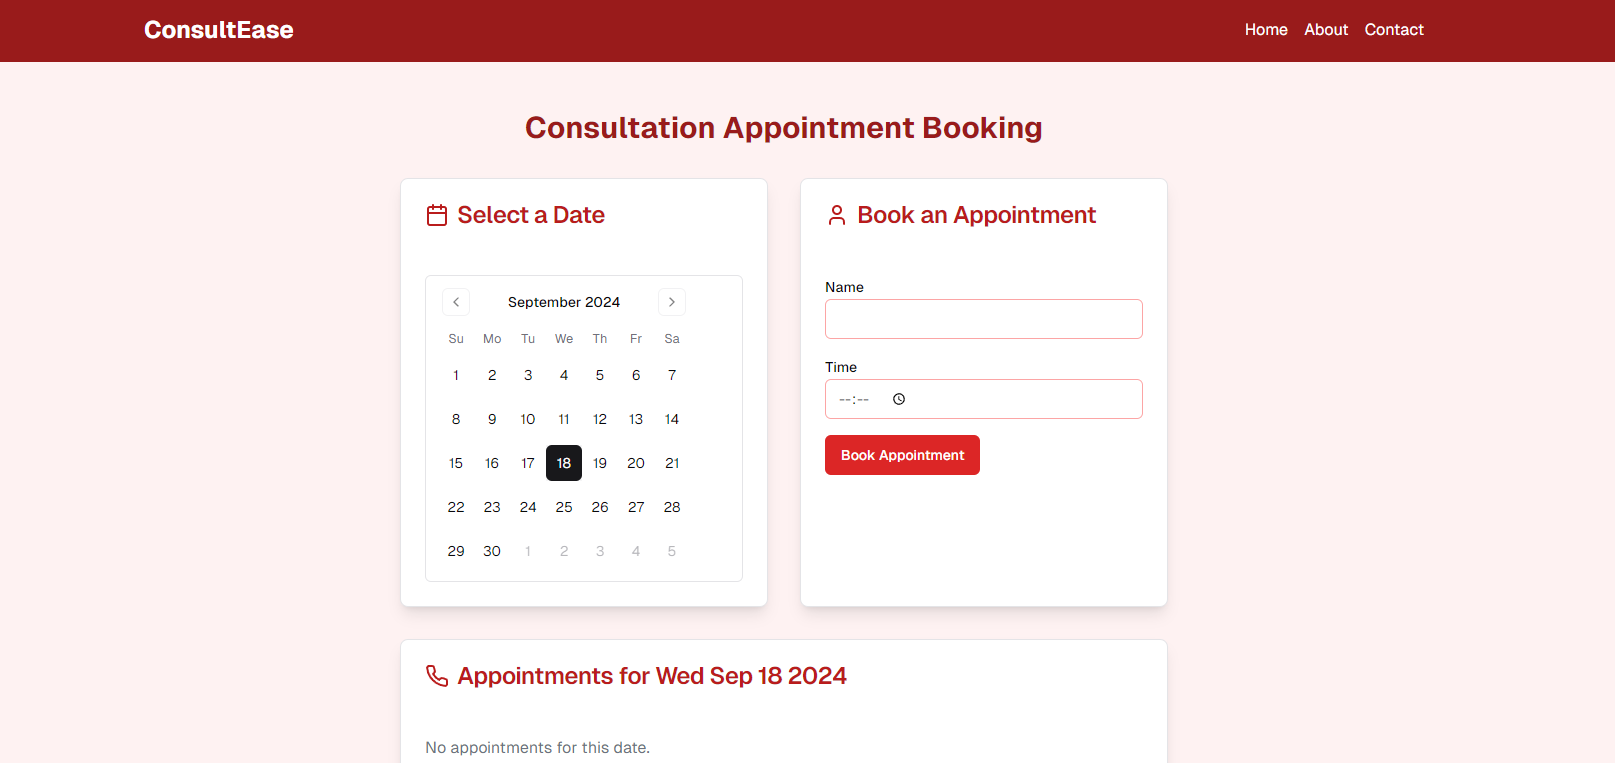 ConsultEase
Home About Contact
Consultation Appointment Booking
Select a Date
September 2024
Su Mo Tu We Th Fr Sa
1 2 3 4 5 6 7
8 9 10 11 12 13 14
15 16 17 18 19 20 21
22 23 24 25 26 27 28
29 30 1 2 3 4 5
Book an Appointment
Name
Time
--:--
Book Appointment
Appointments for Wed Sep 18 2024
No appointments for this date.